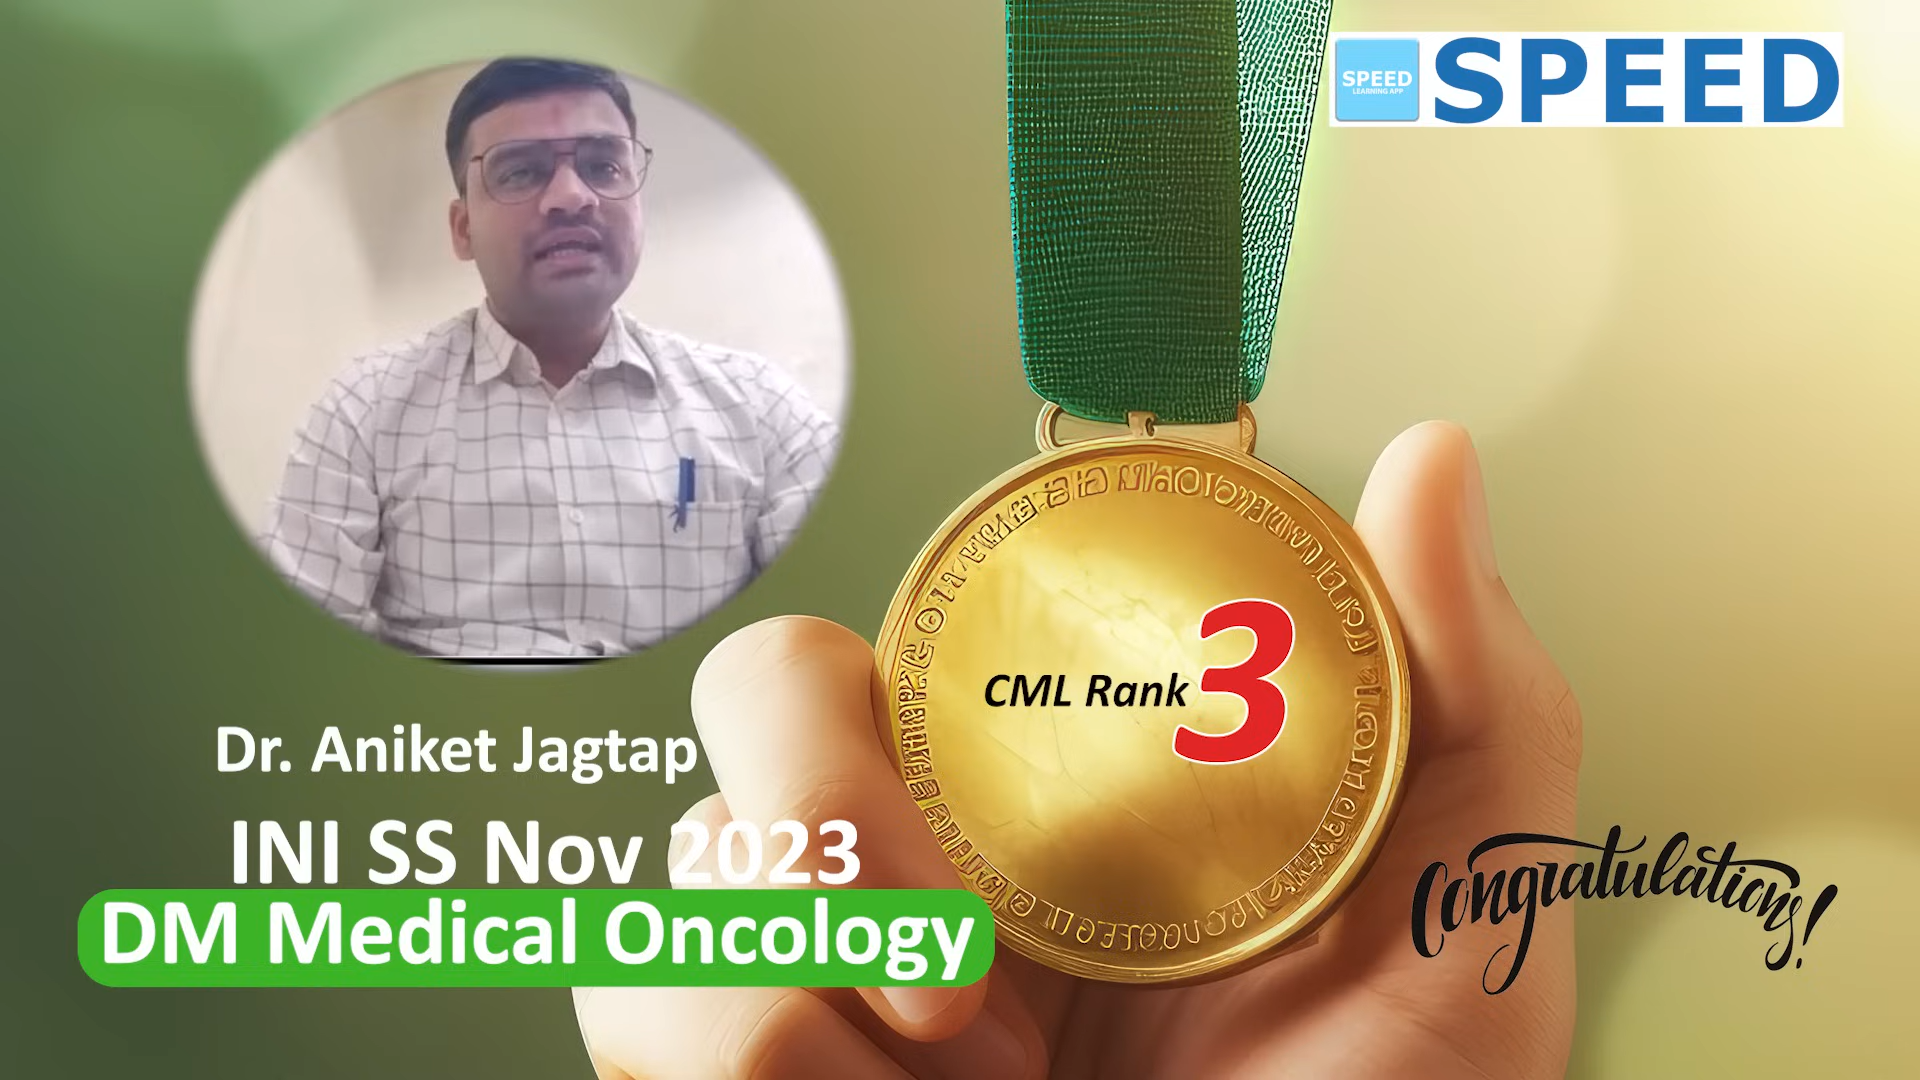 SPEED
LEARNING APP
SPEED
CML Rank 3
Dr. Aniket Jagtap
INI SS Nov 2023
DM Medical Oncology
Congratulations!